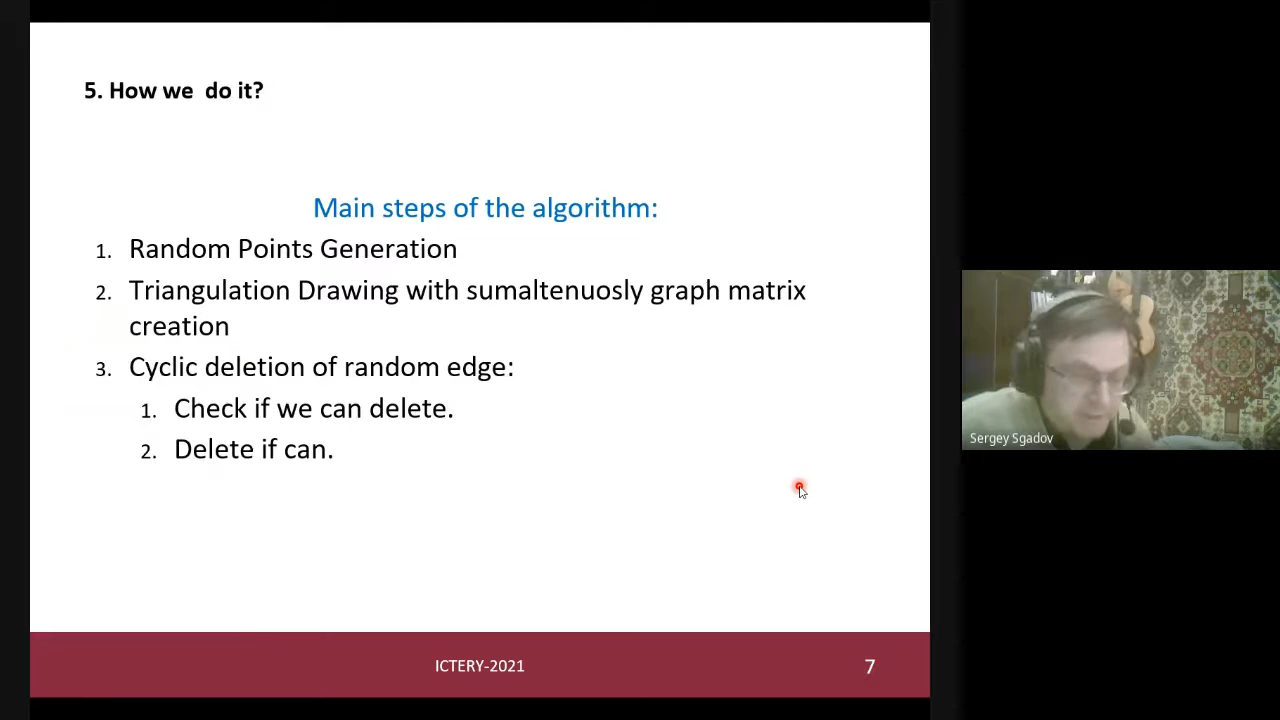 5. How we do it?
Main steps of the algorithm:
1. Random Points Generation
2. Triangulation Drawing with sumaltenuosly graph matrix
creation
3. Cyclic deletion of random edge:
1. Check if we can delete.
2. Delete if can.
Sergey Sgadov
ICTERY-2021
7